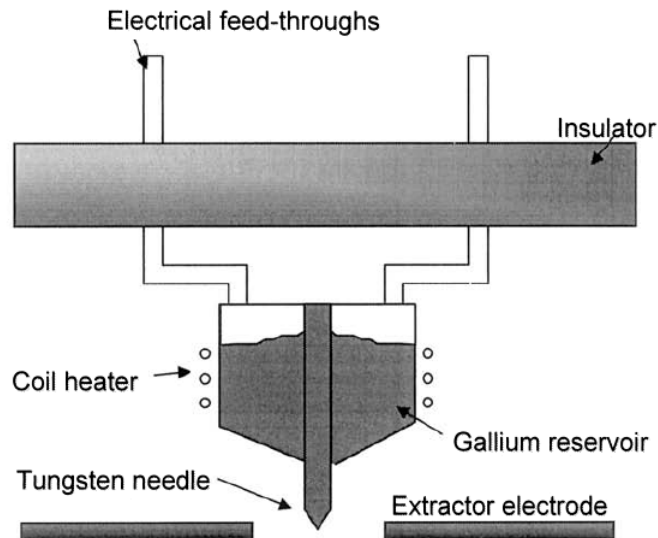 Electrical feed-throughs
Insulator
Coil heater
Gallium reservoir
Tungsten needle
Extractor electrode